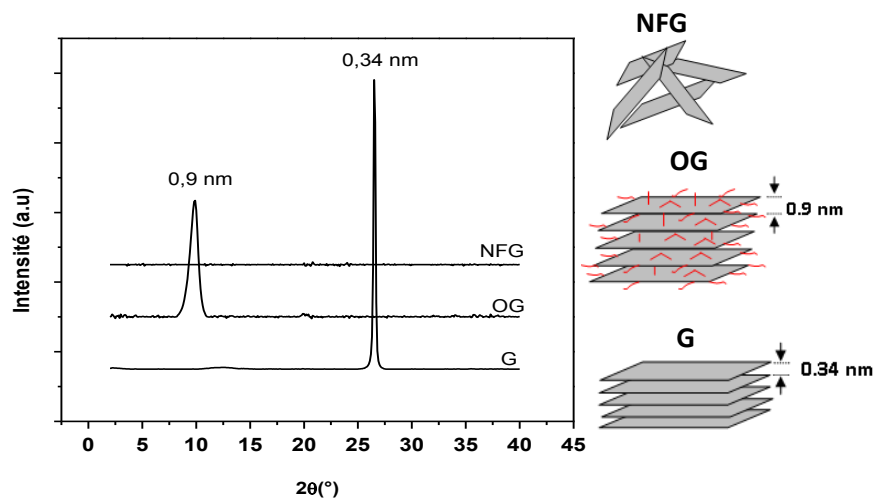 NFG
0,34 nm
0,9 nm
OG
0.9 nm
NFG
OG
G
G
0.34 nm
Intensité (a.u)
0 5 10 15 20 25 30 35 40 45
2θ(°)